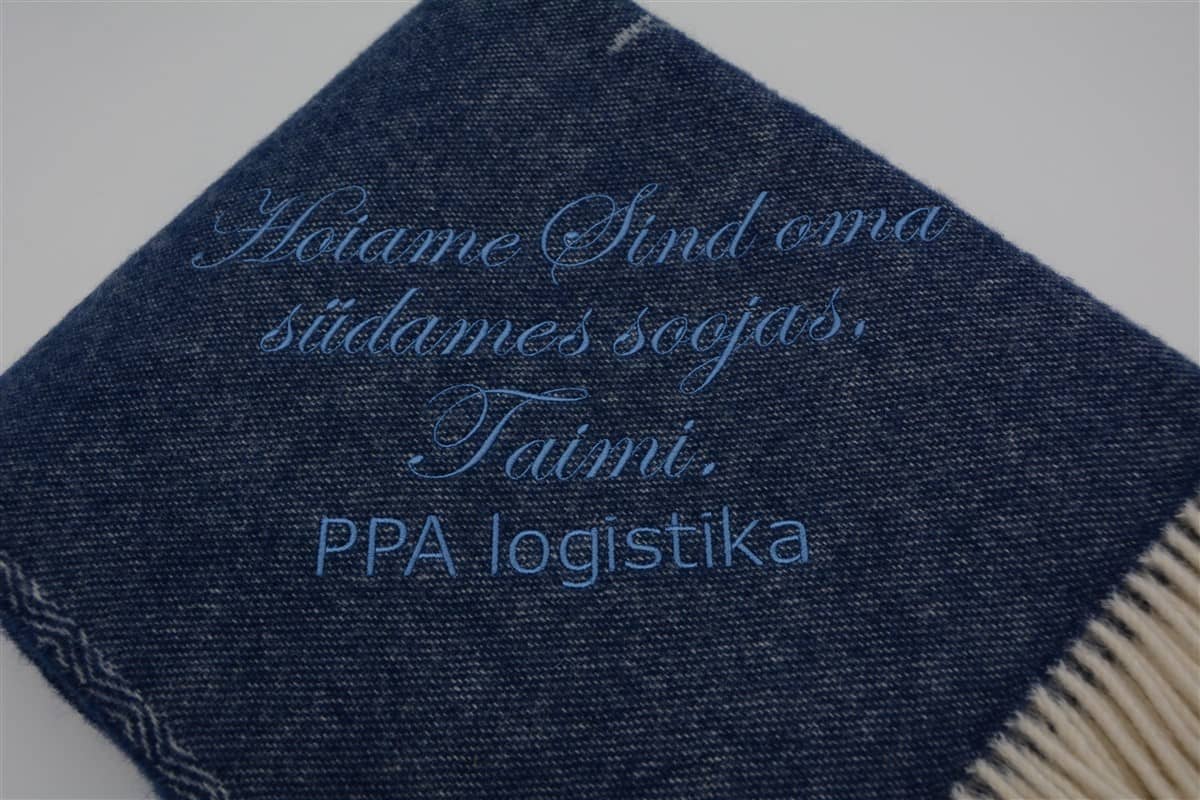 Hoiame Sind oma
südames soojas,
Taimi.
PPA logistika